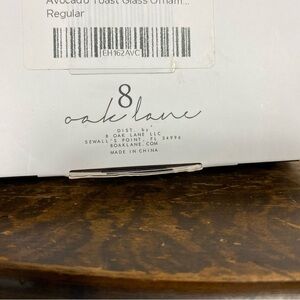 Avocado Toast Glass Ornam...
Regular
EH162AVC
8
oak lane
DIST. by
8 OAK LANE LLC
SEWALL'S POINT, FL 34996
8OAKLANE.COM
MADE IN CHINA